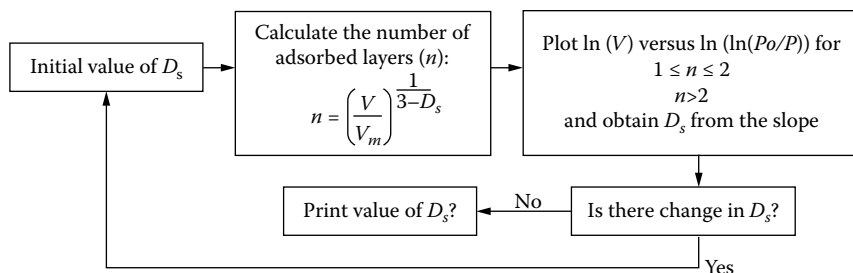 Initial value of Dₛ
Calculate the number of
adsorbed layers (n):
n = (V/Vₘ)^(1/(3–Dₛ))
Plot ln (V) versus ln (ln(Po/P)) for
1 ≤ n ≤ 2
n>2
and obtain Dₛ from the slope
Is there change in Dₛ?
No
Print value of Dₛ?
Yes